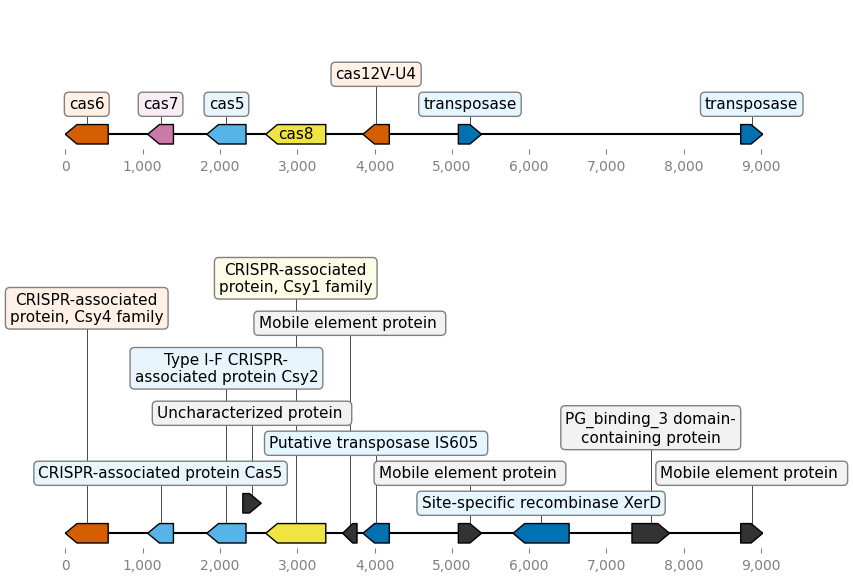 cas12V-U4
cas6
cas7
cas5
transposase
transposase
cas8
0
1,000
2,000
3,000
4,000
5,000
6,000
7,000
8,000
9,000
CRISPR-associated
protein, Csy1 family
CRISPR-associated
protein, Csy4 family
Mobile element protein
Type I-F CRISPR-
associated protein Csy2
Uncharacterized protein
PG_binding_3 domain-
containing protein
Putative transposase IS605
CRISPR-associated protein Cas5
Mobile element protein
Mobile element protein
Site-specific recombinase XerD
0
1,000
2,000
3,000
4,000
5,000
6,000
7,000
8,000
9,000